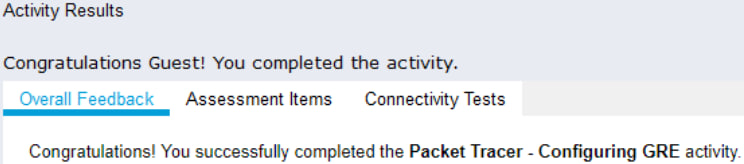 Activity Results
Congratulations Guest! You completed the activity.
Overall Feedback Assessment Items Connectivity Tests
Congratulations! You successfully completed the Packet Tracer - Configuring GRE activity.